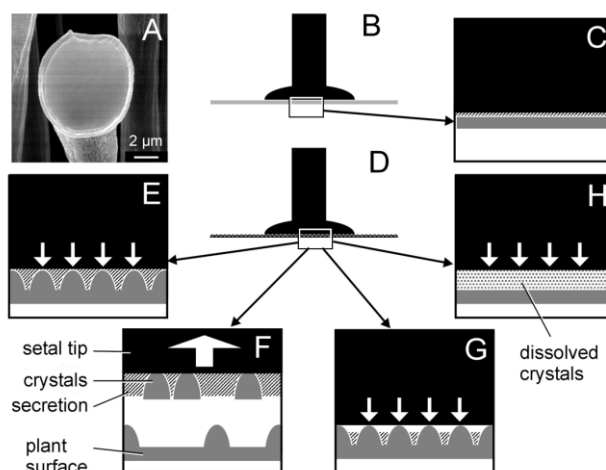 A
2 µm
B
C
D
E
H
setal tip
crystals
secretion
plant
surface
F
G
dissolved
crystals